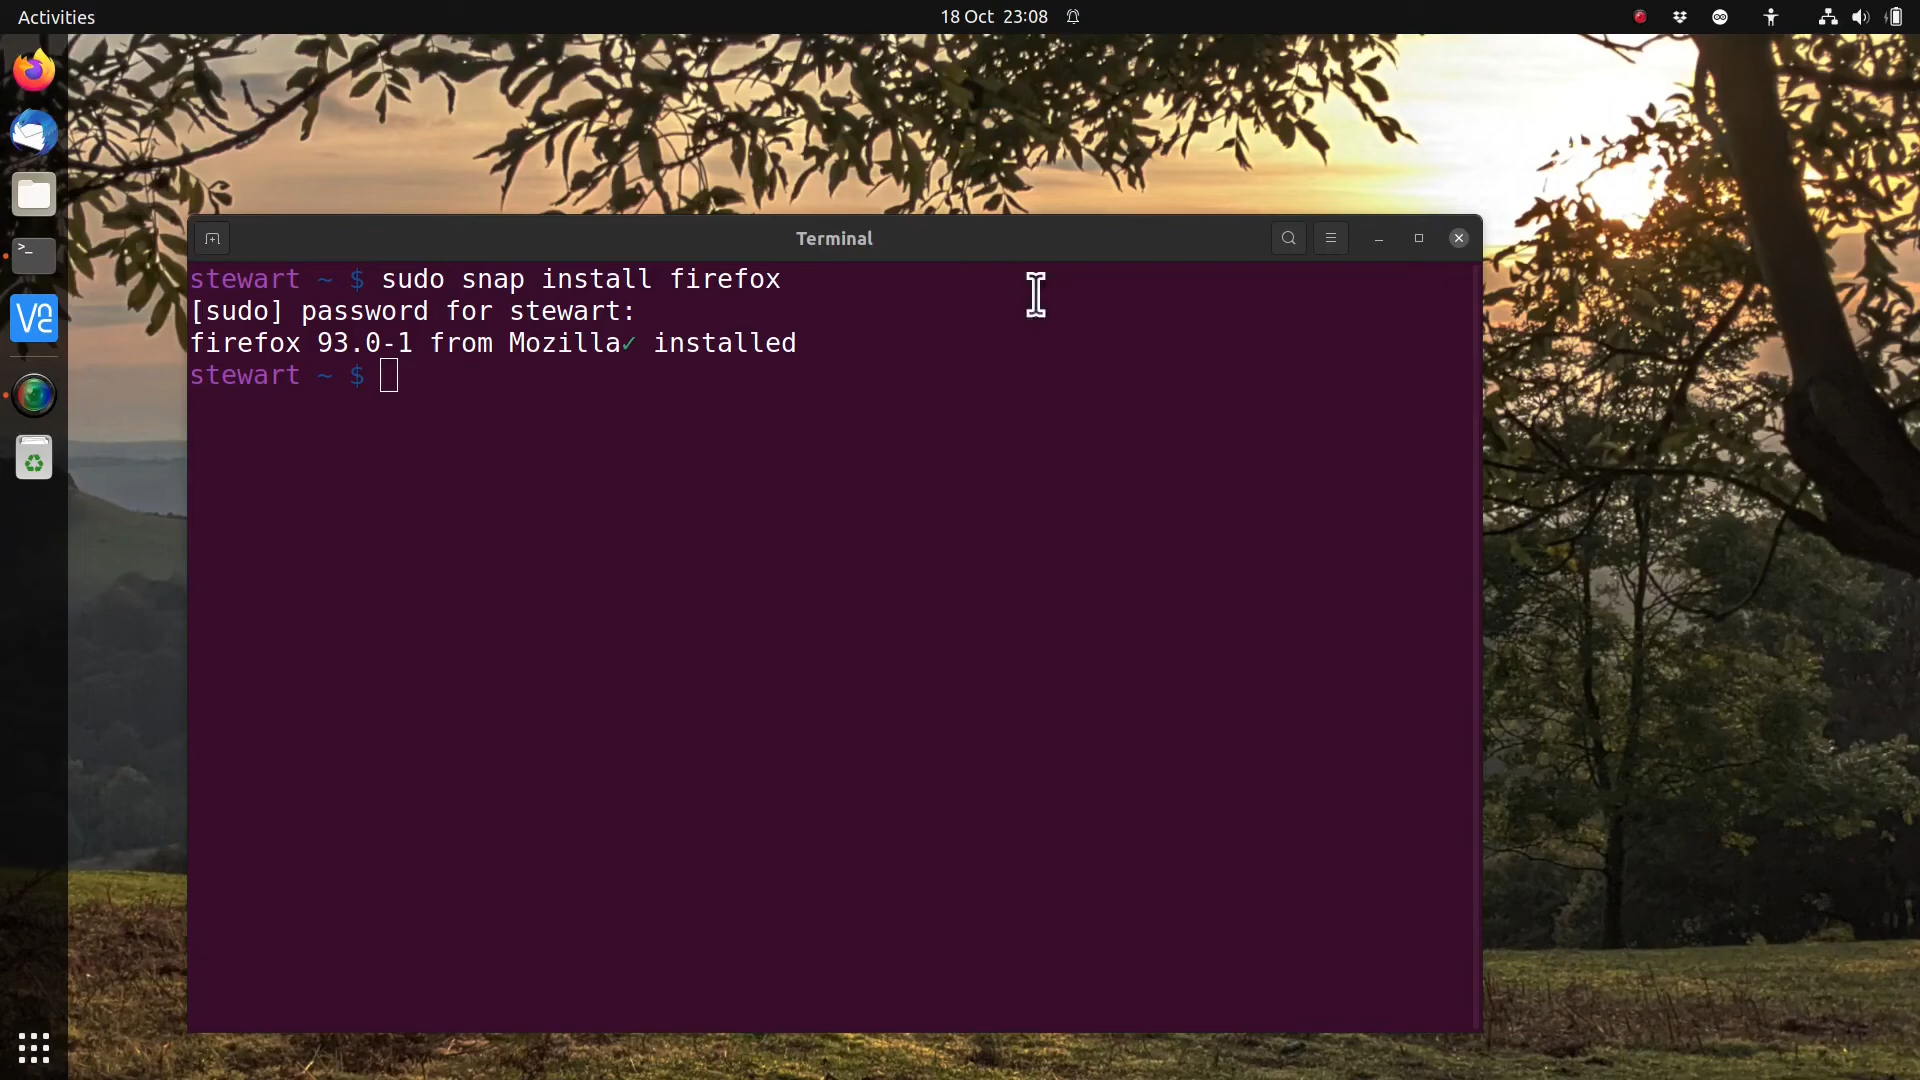 Activities
18 Oct 23:08
Terminal
stewart ~ $ sudo snap install firefox
[sudo] password for stewart:
firefox 93.0-1 from Mozilla✓ installed
stewart ~ $
>_
VNC